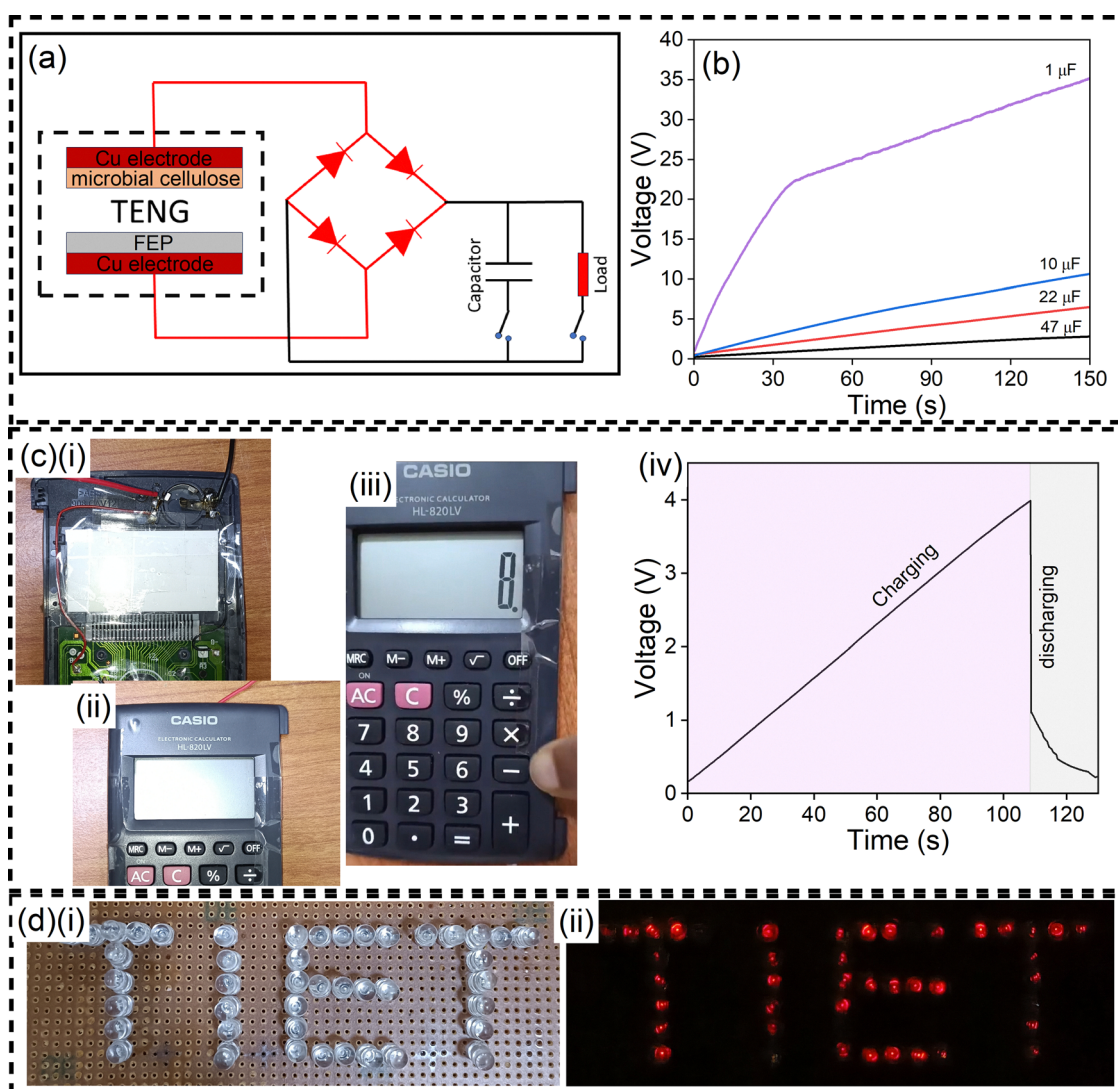 (a)
Cu electrode
microbial cellulose
TENG
FEP
Cu electrode
Capacitor
Load
(b)
Voltage (V)
40
35
30
25
20
15
10
5
0
1 μF
10 μF
22 μF
47 μF
0 30 60 90 120 150
Time (s)
(c)(i)
(ii)
CASIO
ELECTRONIC CALCULATOR
HL-820LV
MRC M− M+ √ OFF
ON
AC C % ÷
(iii)
CASIO
ECTRONIC CALCULATOR
HL-820LV
0.
MRC M− M+ √ OFF
ON
AC C % ÷
7 8 9 ×
4 5 6 −
1 2 3 +
0 · =
(iv)
Voltage (V)
4
3
2
1
0
Charging
discharging
0 20 40 60 80 100 120
Time (s)
(d)(i)
TIET
(ii)
TIET